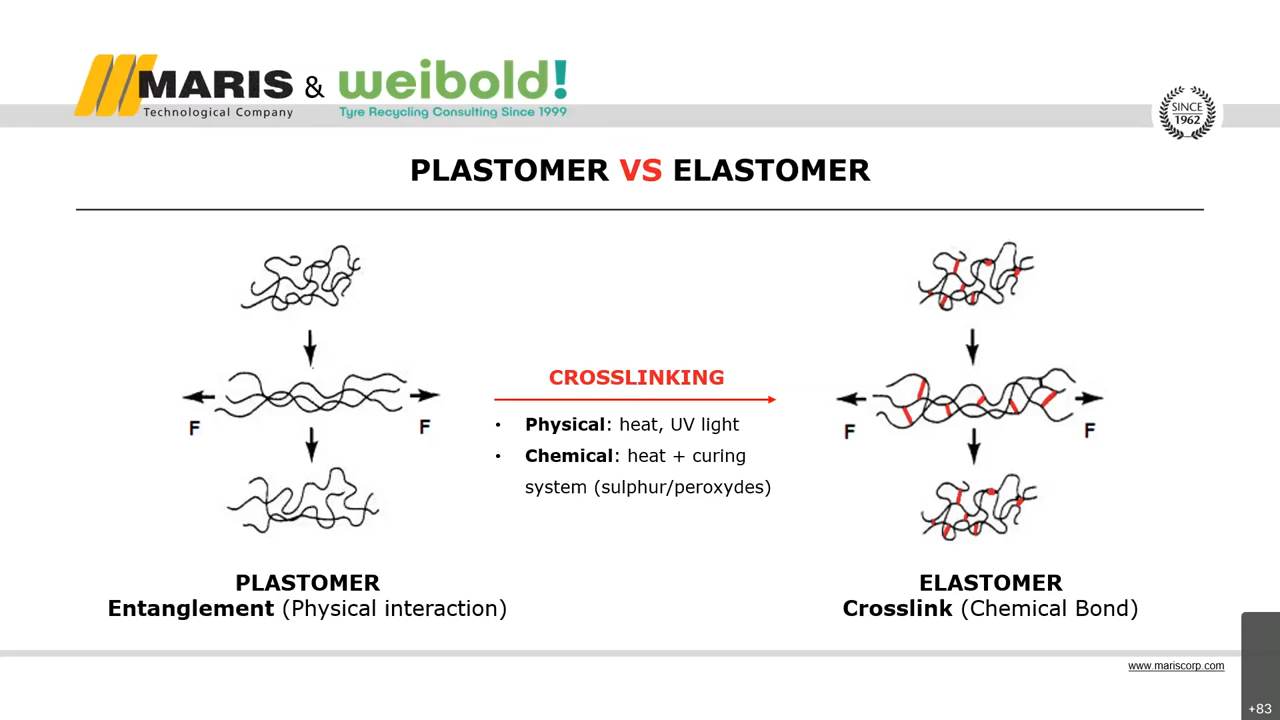 MARIS & weibold!
Technological Company
Tyre Recycling Consulting Since 1999
SINCE
1962
PLASTOMER VS ELASTOMER
F
F
CROSSLINKING
• Physical: heat, UV light
• Chemical: heat + curing
system (sulphur/peroxydes)
F
F
PLASTOMER
Entanglement (Physical interaction)
ELASTOMER
Crosslink (Chemical Bond)
www.mariscorp.com
+83